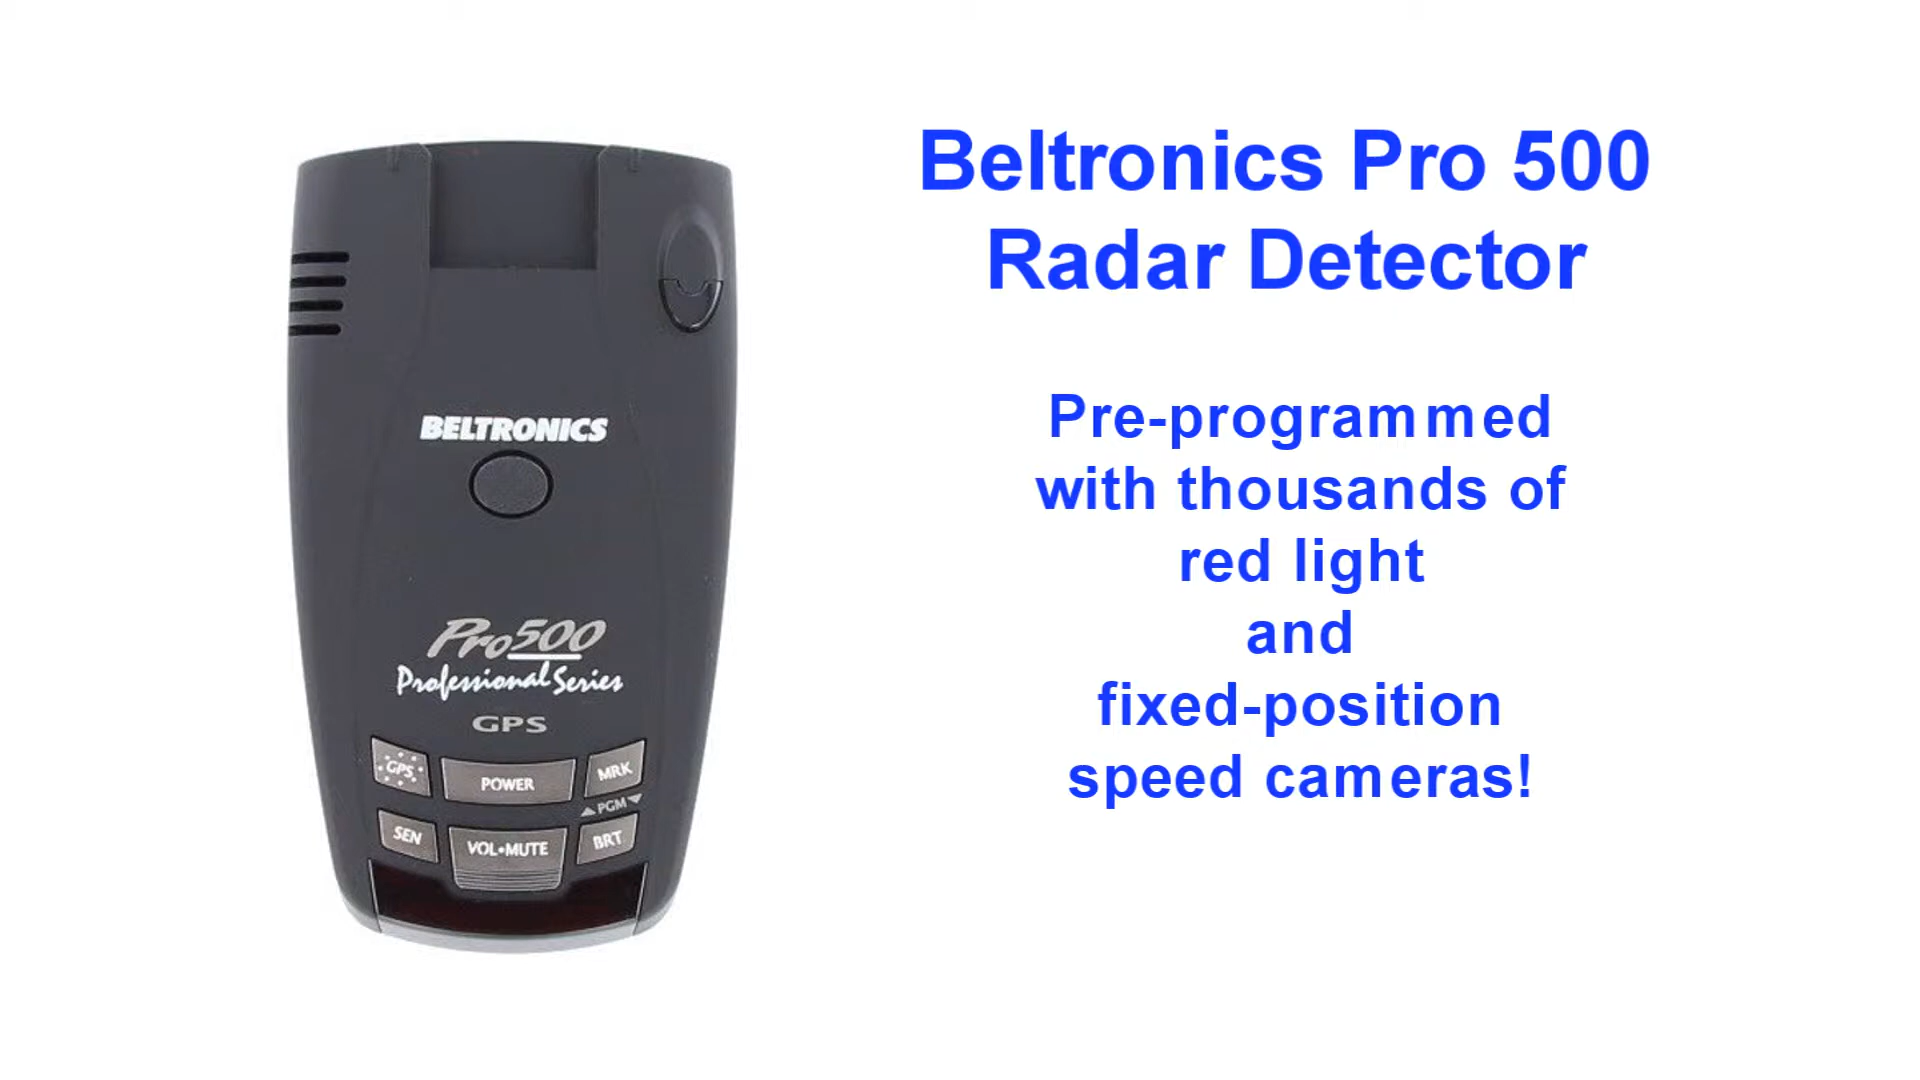 Beltronics Pro 500
Radar Detector
Pre-programmed
with thousands of
red light
and
fixed-position
speed cameras!
BELTRONICS
Pro500
Professional Series
GPS
GPS POWER MRK
PGM
SEN VOL•MUTE BRT